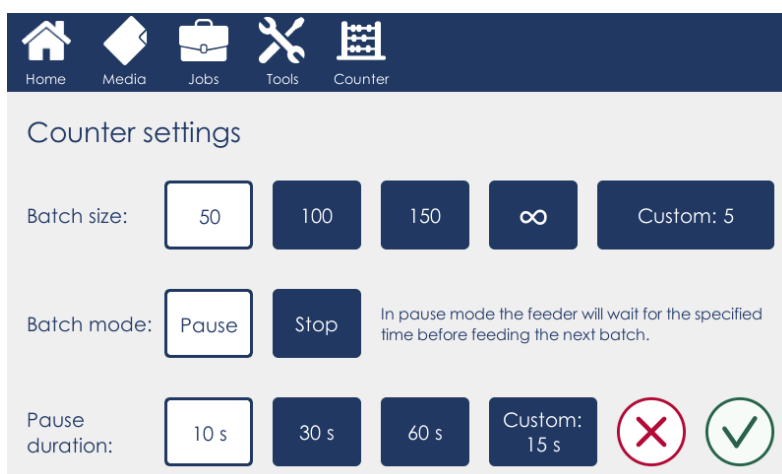 Home Media Jobs Tools Counter
Counter settings
Batch size: 50 100 150 ∞ Custom: 5
Batch mode: Pause Stop In pause mode the feeder will wait for the specified
time before feeding the next batch.
Pause
duration: 10 s 30 s 60 s Custom:
15 s